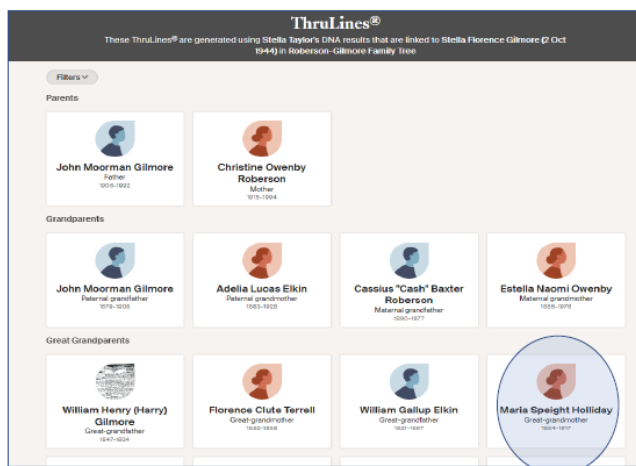 ThruLines®
These ThruLines® are generated using Stella Taylor's DNA results that are linked to Stella Florence Gilmore (2 Oct
1944) in Roberson-Gilmore Family Tree
Filters
Parents
John Moorman Gilmore
Father
Christine Owenby
Roberson
Mother
Grandparents
John Moorman Gilmore
Paternal grandfather
Adelia Lucas Elkin
Paternal grandmother
Cassius "Cash" Baxter
Roberson
Maternal grandfather
Estella Naomi Owenby
Maternal grandmother
Great Grandparents
William Henry (Harry)
Gilmore
Great-grandfather
Florence Clute Terrell
Great-grandmother
William Gallup Elkin
Great-grandfather
Maria Speight Holliday
Great-grandmother